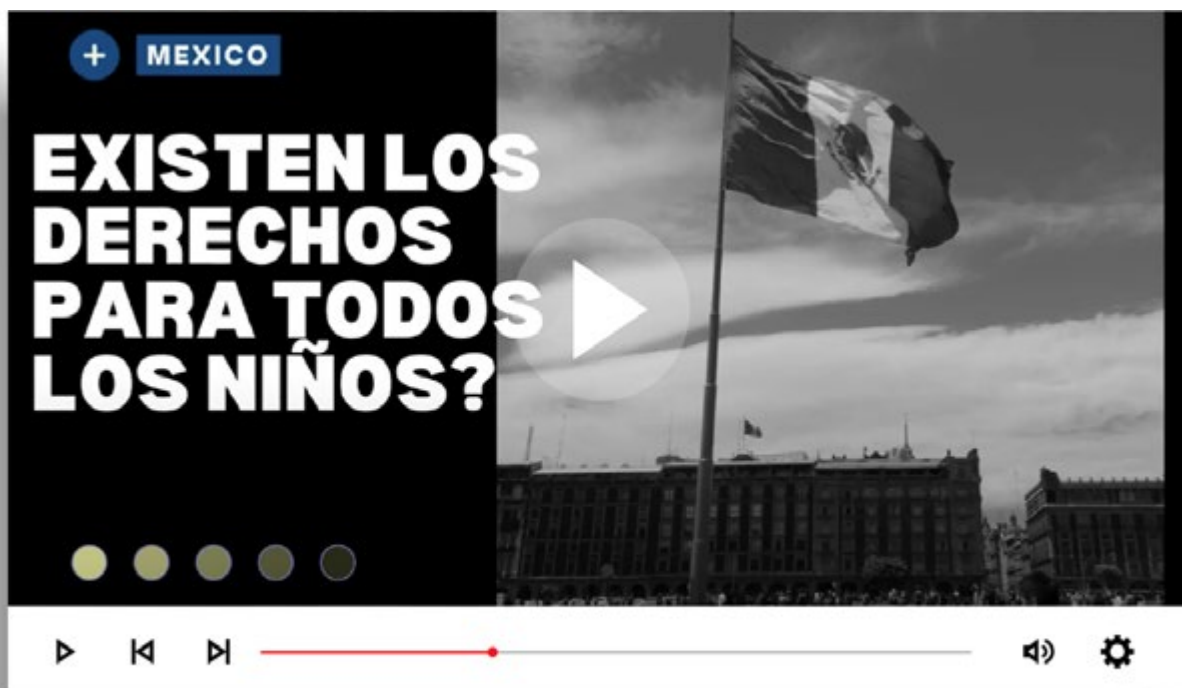 + MEXICO
EXISTEN LOS
DERECHOS
PARA TODOS
LOS NIÑOS?